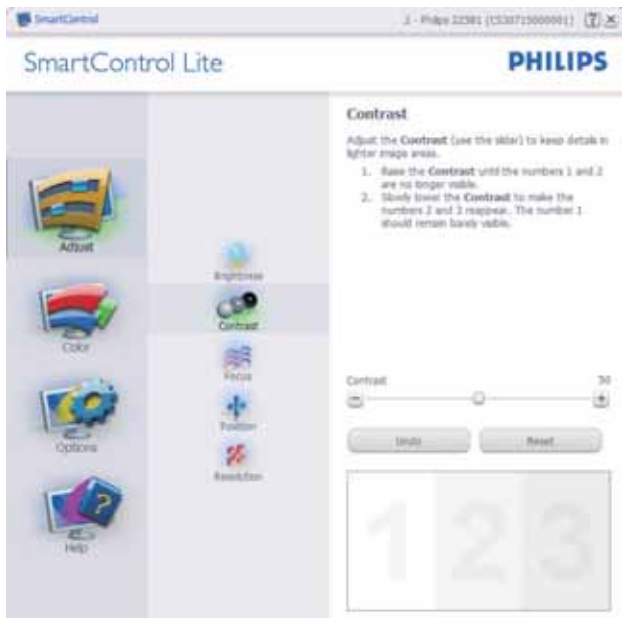 SmartControl
2 - Philips 225B1
SmartControl Lite
PHILIPS
Adjust
Color
Options
Help
Brightness
Contrast
Focus
Position
Resolution
Contrast
Adjust the Contrast (use the slider) to keep details in
lighter image areas.
1. Raise the Contrast until the numbers 1 and 2
are no longer visible.
2. Slowly lower the Contrast to make the
numbers 2 and 3 reappear. The number 1
should remain barely visible.
Contrast 50
Undo Reset
1 2 3